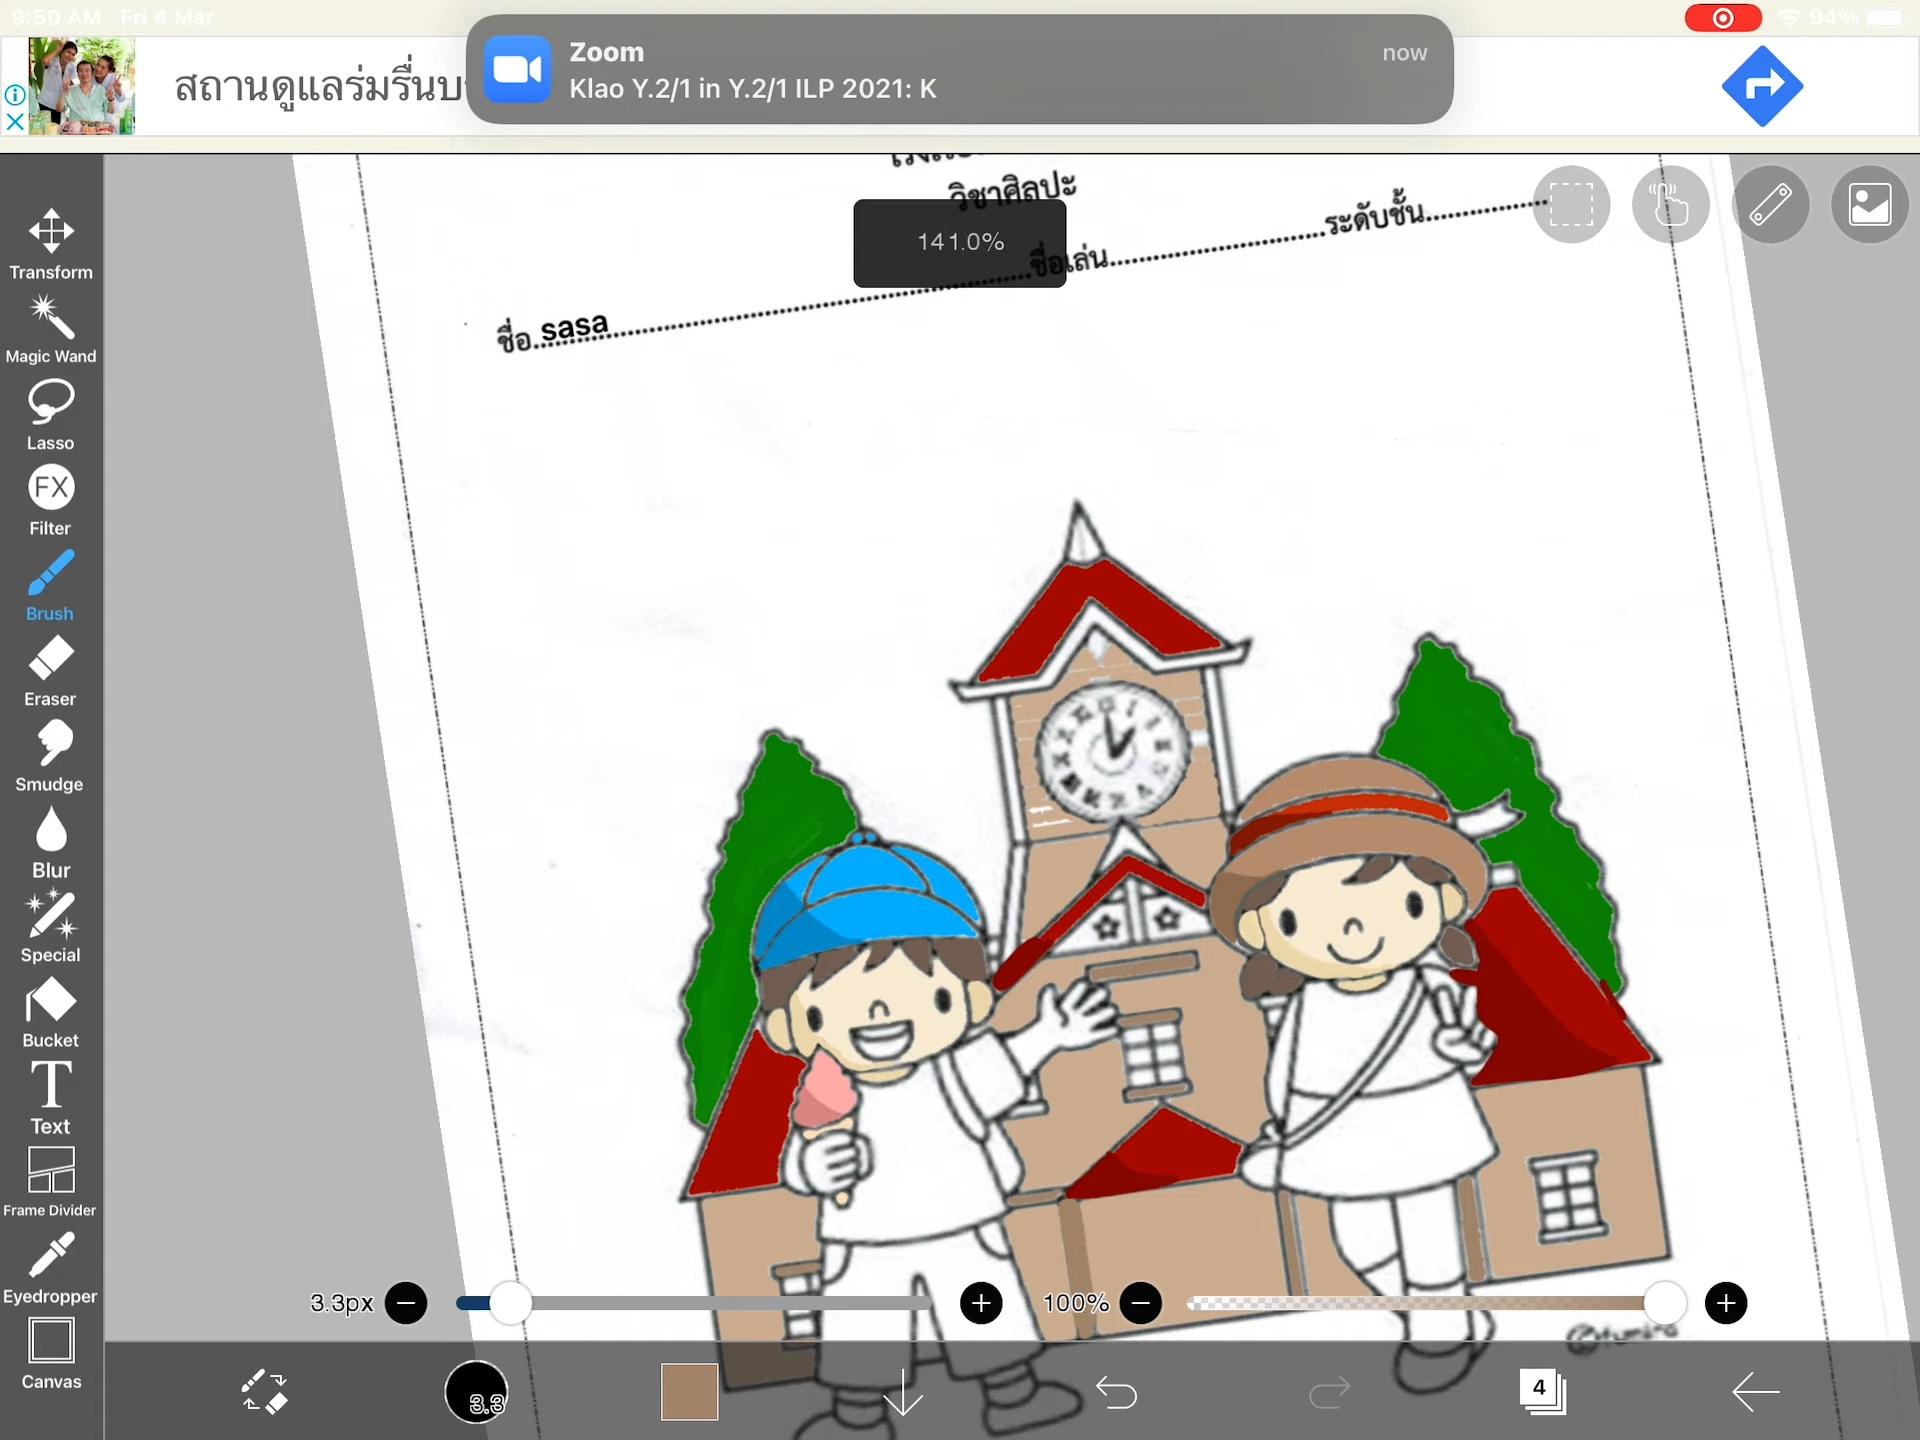 9:50 AM Fri 4 Mar
94%
สถานดูแลร่มรื่นบ
Zoom
now
Klao Y.2/1 in Y.2/1 ILP 2021: K
วิชาศิลปะ
141.0%
ชื่อ sasa ชื่อเล่น ระดับชั้น
Transform
Magic Wand
Lasso
FX
Filter
Brush
Eraser
Smudge
Blur
Special
Bucket
T
Text
Frame Divider
Eyedropper
Canvas
3.3px
100%
3.3
4